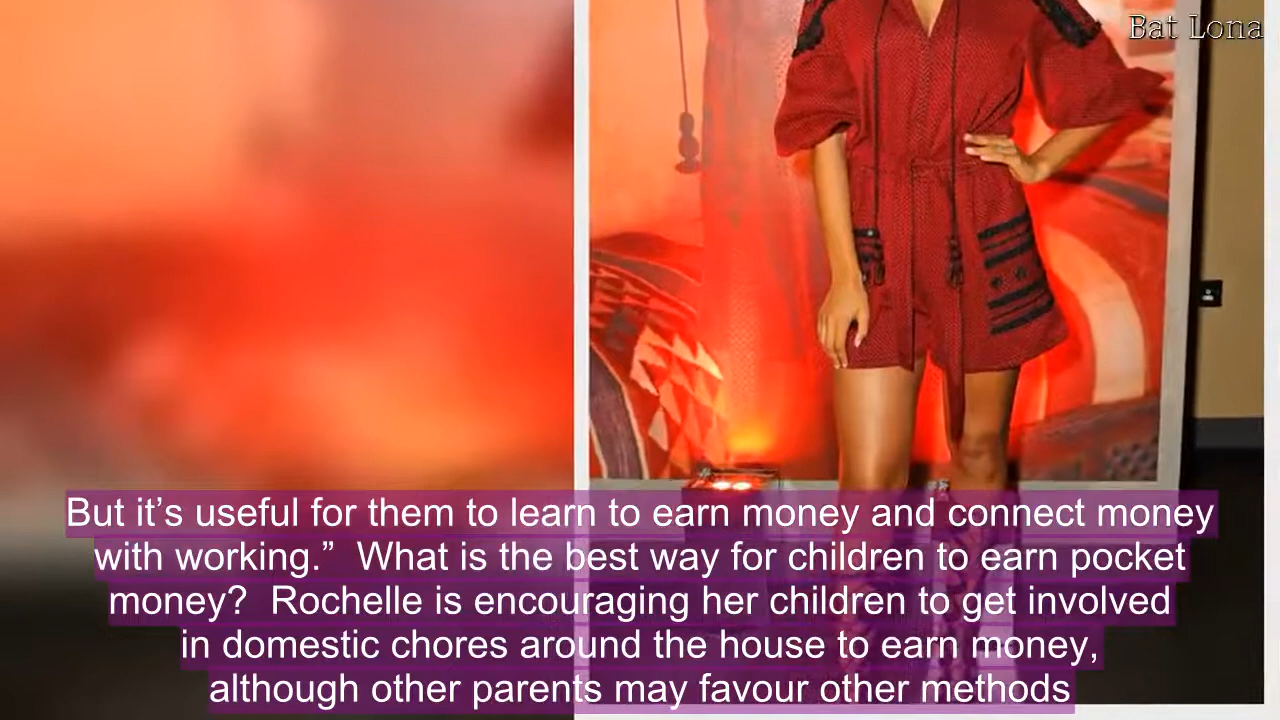 Bat Lona
But it’s useful for them to learn to earn money and connect money
with working.”  What is the best way for children to earn pocket
money?  Rochelle is encouraging her children to get involved
in domestic chores around the house to earn money,
although other parents may favour other methods